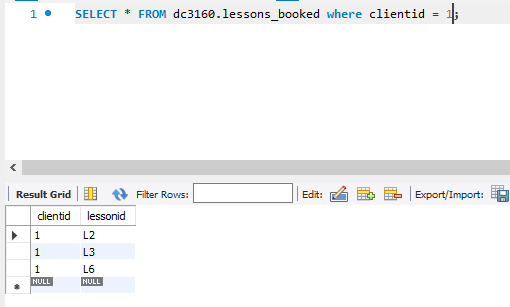 1 SELECT * FROM dc3160.lessons_booked where clientid = 1;
Result Grid Filter Rows: Edit: Export/Import:
clientid lessonid
1 L2
1 L3
1 L6
NULL NULL